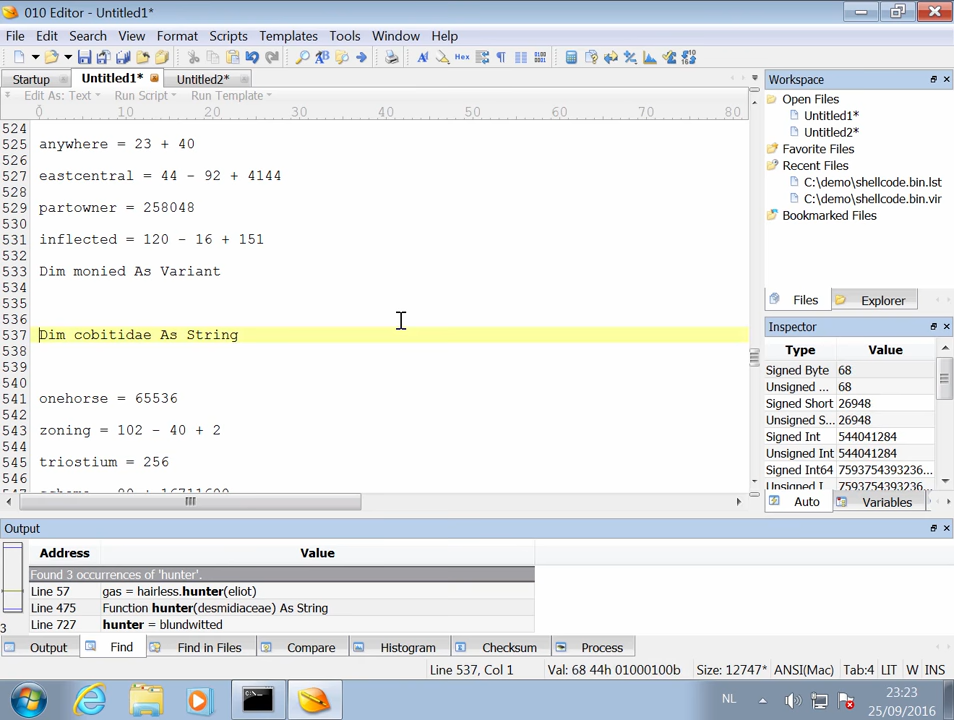 010 Editor - Untitled1*
File Edit Search View Format Scripts Templates Tools Window Help
Startup Untitled1* Untitled2*
Edit As: Text Run Script Run Template
0 10 20 30 40 50 60 70 80
524
525 anywhere = 23 + 40
526
527 eastcentral = 44 - 92 + 4144
528
529 partowner = 258048
530
531 inflected = 120 - 16 + 151
532
533 Dim monied As Variant
534
535
536
537 Dim cobitidae As String
538
539
540
541 onehorse = 65536
542
543 zoning = 102 - 40 + 2
544
545 triostium = 256
546
Workspace
Open Files
Untitled1*
Untitled2*
Favorite Files
Recent Files
C:\demo\shellcode.bin.lst
C:\demo\shellcode.bin.vir
Bookmarked Files
Files Explorer
Inspector
Type Value
Signed Byte 68
Unsigned ... 68
Signed Short 26948
Unsigned S... 26948
Signed Int 544041284
Unsigned Int 544041284
Signed Int64 7593754393236...
Unsigned I... 7593754393236...
Auto Variables
Output
Address Value
Found 3 occurrences of 'hunter'.
Line 57 gas = hairless.hunter(eliot)
Line 475 Function hunter(desmidiaceae) As String
Line 727 hunter = blundwitted
3
Output Find Find in Files Compare Histogram Checksum Process
Line 537, Col 1 Val: 68 44h 01000100b Size: 12747* ANSI(Mac) Tab:4 LIT W INS
NL 23:23
25/09/2016